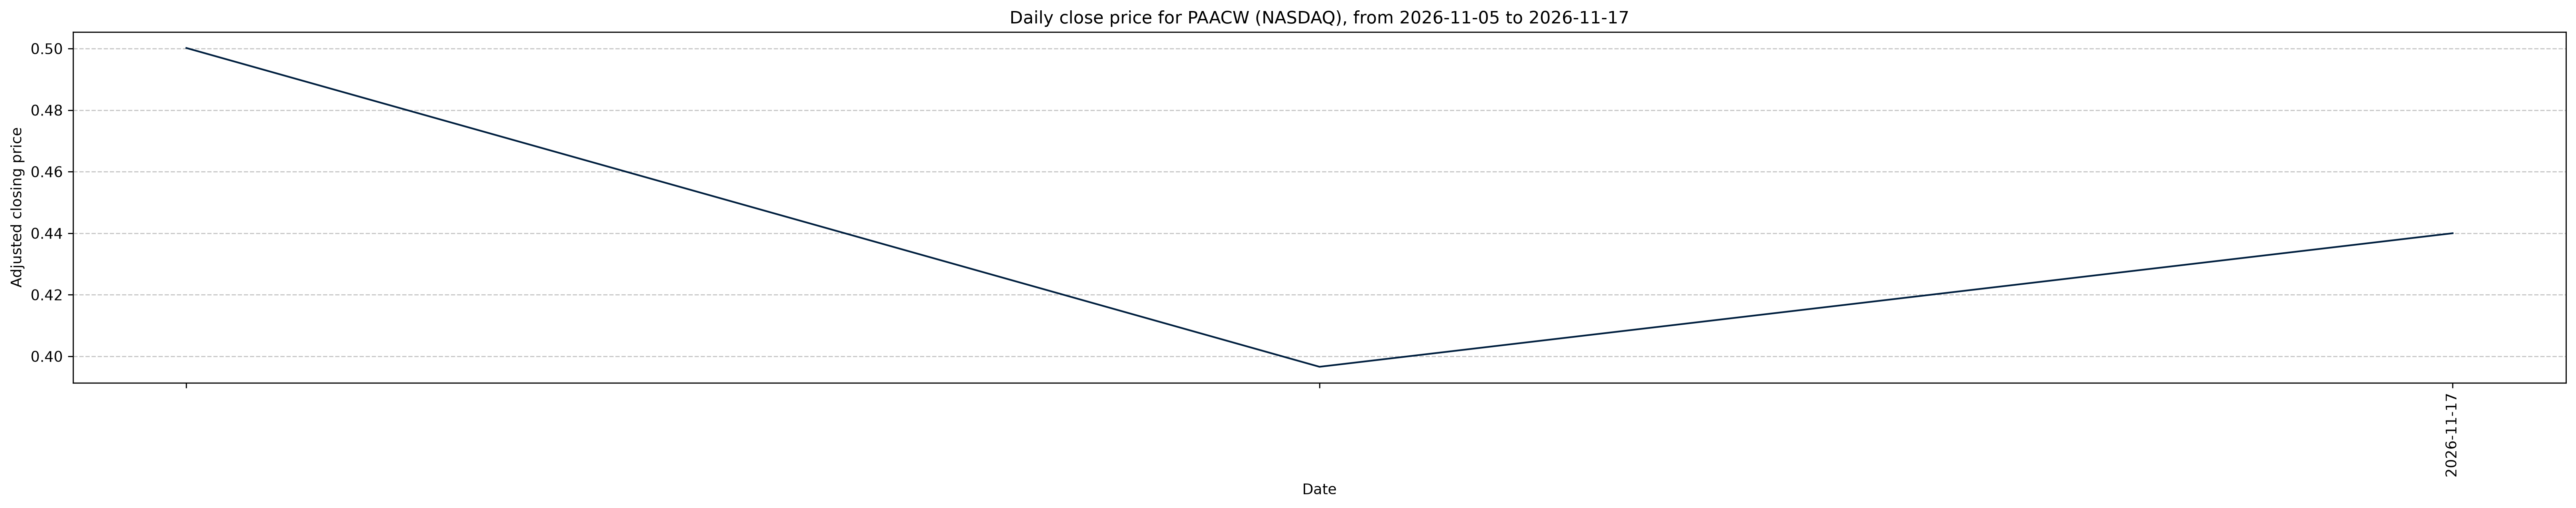 Daily close price for PAACW (NASDAQ), from 2026-11-05 to 2026-11-17
Adjusted closing price
0.50
0.48
0.46
0.44
0.42
0.40
2026-11-17
Date